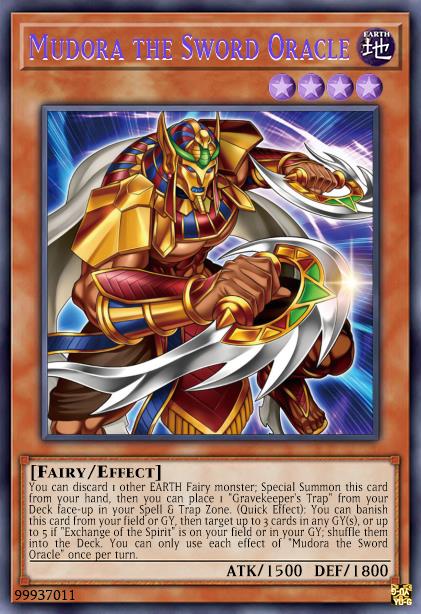 Mudora the Sword Oracle
EARTH
地
[Fairy/Effect]
You can discard 1 other EARTH Fairy monster; Special Summon this card
from your hand, then you can place 1 "Gravekeeper's Trap" from your
Deck face-up in your Spell & Trap Zone. (Quick Effect): You can banish
this card from your field or GY, then target up to 3 cards in any GY(s), or up
to 5 if "Exchange of the Spirit" is on your field or in your GY; shuffle them
into the Deck. You can only use each effect of "Mudora the Sword
Oracle" once per turn.
ATK/1500 DEF/1800
99937011